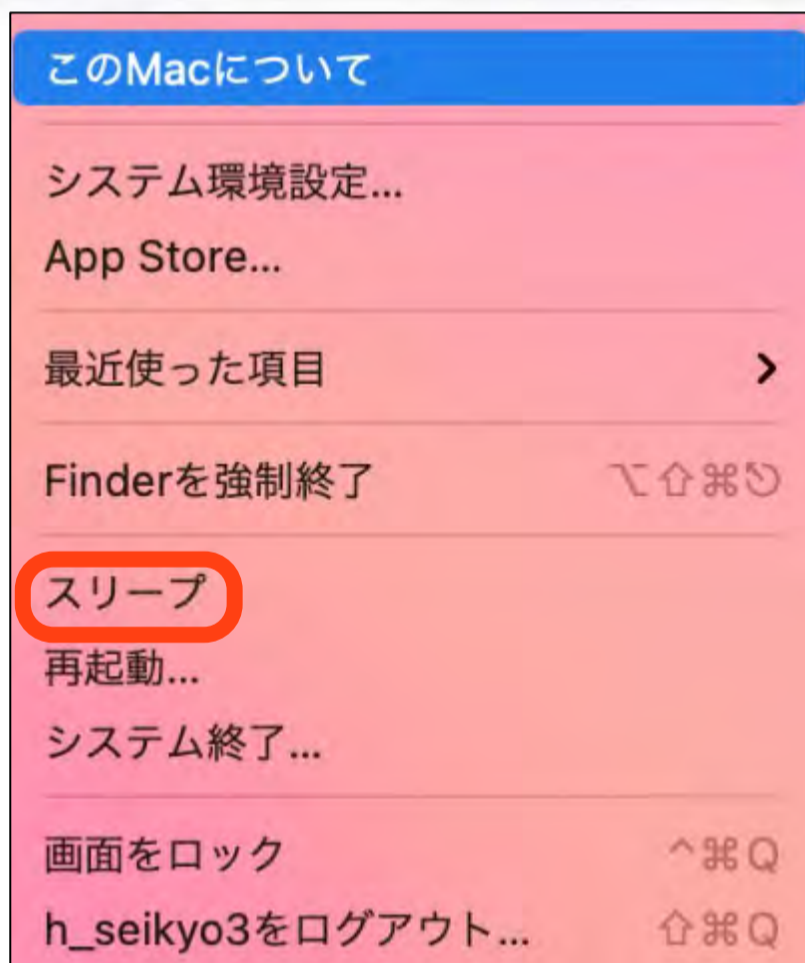 このMacについて
システム環境設定...
App Store...
最近使った項目 >
Finderを強制終了 ⌥⇧⌘⎋
スリープ
再起動...
システム終了...
画面をロック ^⌘Q
h_seikyo3をログアウト... ⇧⌘Q